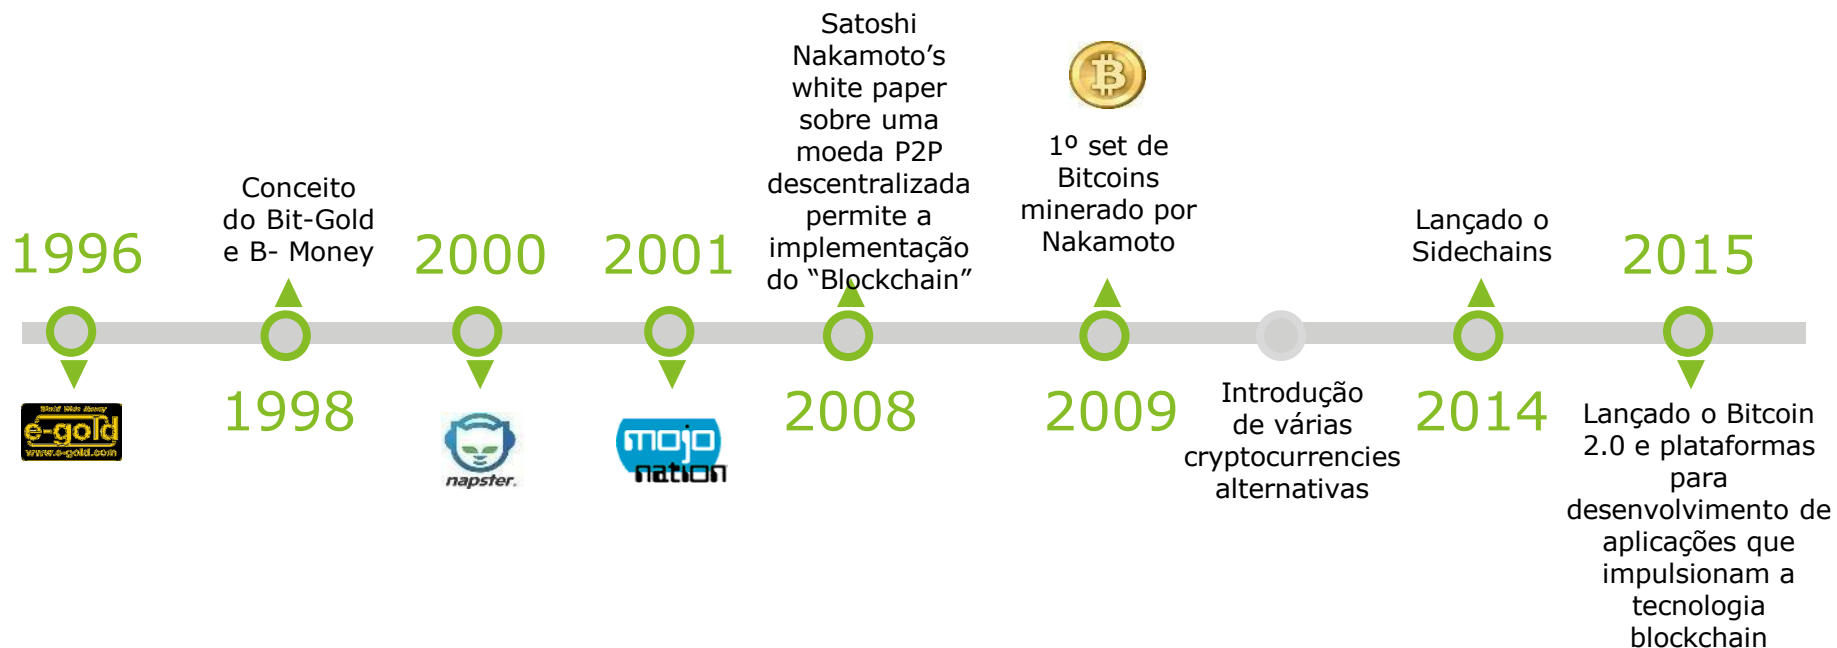 1996
World Wide Money
e-gold
www.e-gold.com
Conceito
do Bit-Gold
e B- Money
1998
2000
napster.
2001
mojo
nation
Satoshi
Nakamoto’s
white paper
sobre uma
moeda P2P
descentralizada
permite a
implementação
do “Blockchain”
2008
1º set de
Bitcoins
minerado por
Nakamoto
2009
Introdução
de várias
cryptocurrencies
alternativas
Lançado o
Sidechains
2014
2015
Lançado o Bitcoin
2.0 e plataformas
para
desenvolvimento de
aplicações que
impulsionam a
tecnologia
blockchain